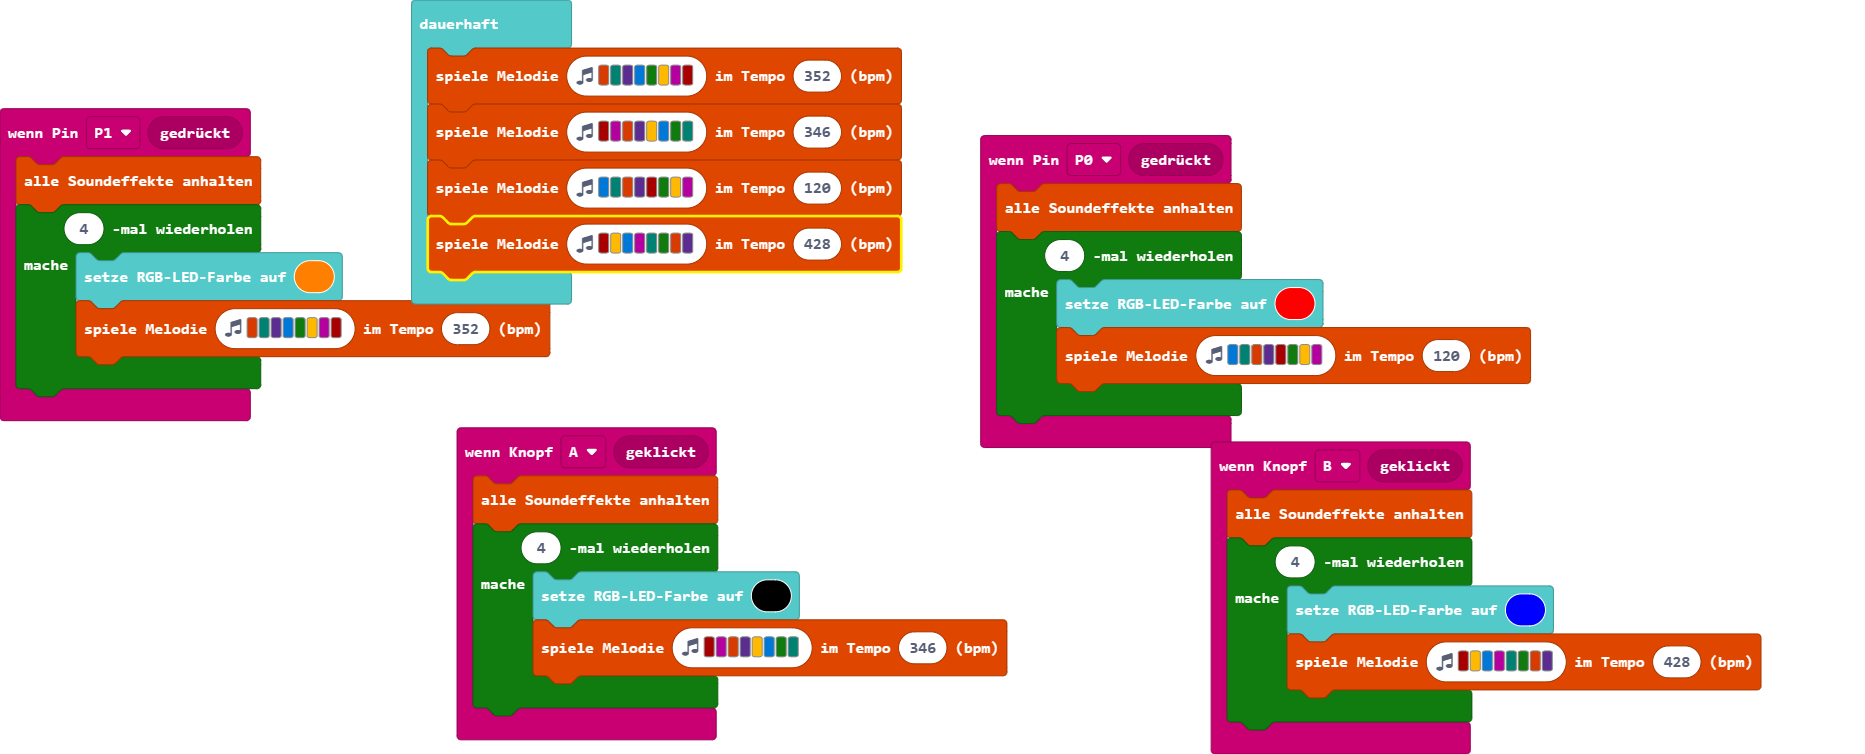 dauerhaft
spiele Melodie im Tempo 352 (bpm)
spiele Melodie im Tempo 346 (bpm)
spiele Melodie im Tempo 120 (bpm)
spiele Melodie im Tempo 428 (bpm)
wenn Pin P1 gedrückt
alle Soundeffekte anhalten
4 -mal wiederholen
mache
setze RGB-LED-Farbe auf
spiele Melodie im Tempo 352 (bpm)
wenn Pin P0 gedrückt
alle Soundeffekte anhalten
4 -mal wiederholen
mache
setze RGB-LED-Farbe auf
spiele Melodie im Tempo 120 (bpm)
wenn Knopf A geklickt
alle Soundeffekte anhalten
4 -mal wiederholen
mache
setze RGB-LED-Farbe auf
spiele Melodie im Tempo 346 (bpm)
wenn Knopf B geklickt
alle Soundeffekte anhalten
4 -mal wiederholen
mache
setze RGB-LED-Farbe auf
spiele Melodie im Tempo 428 (bpm)